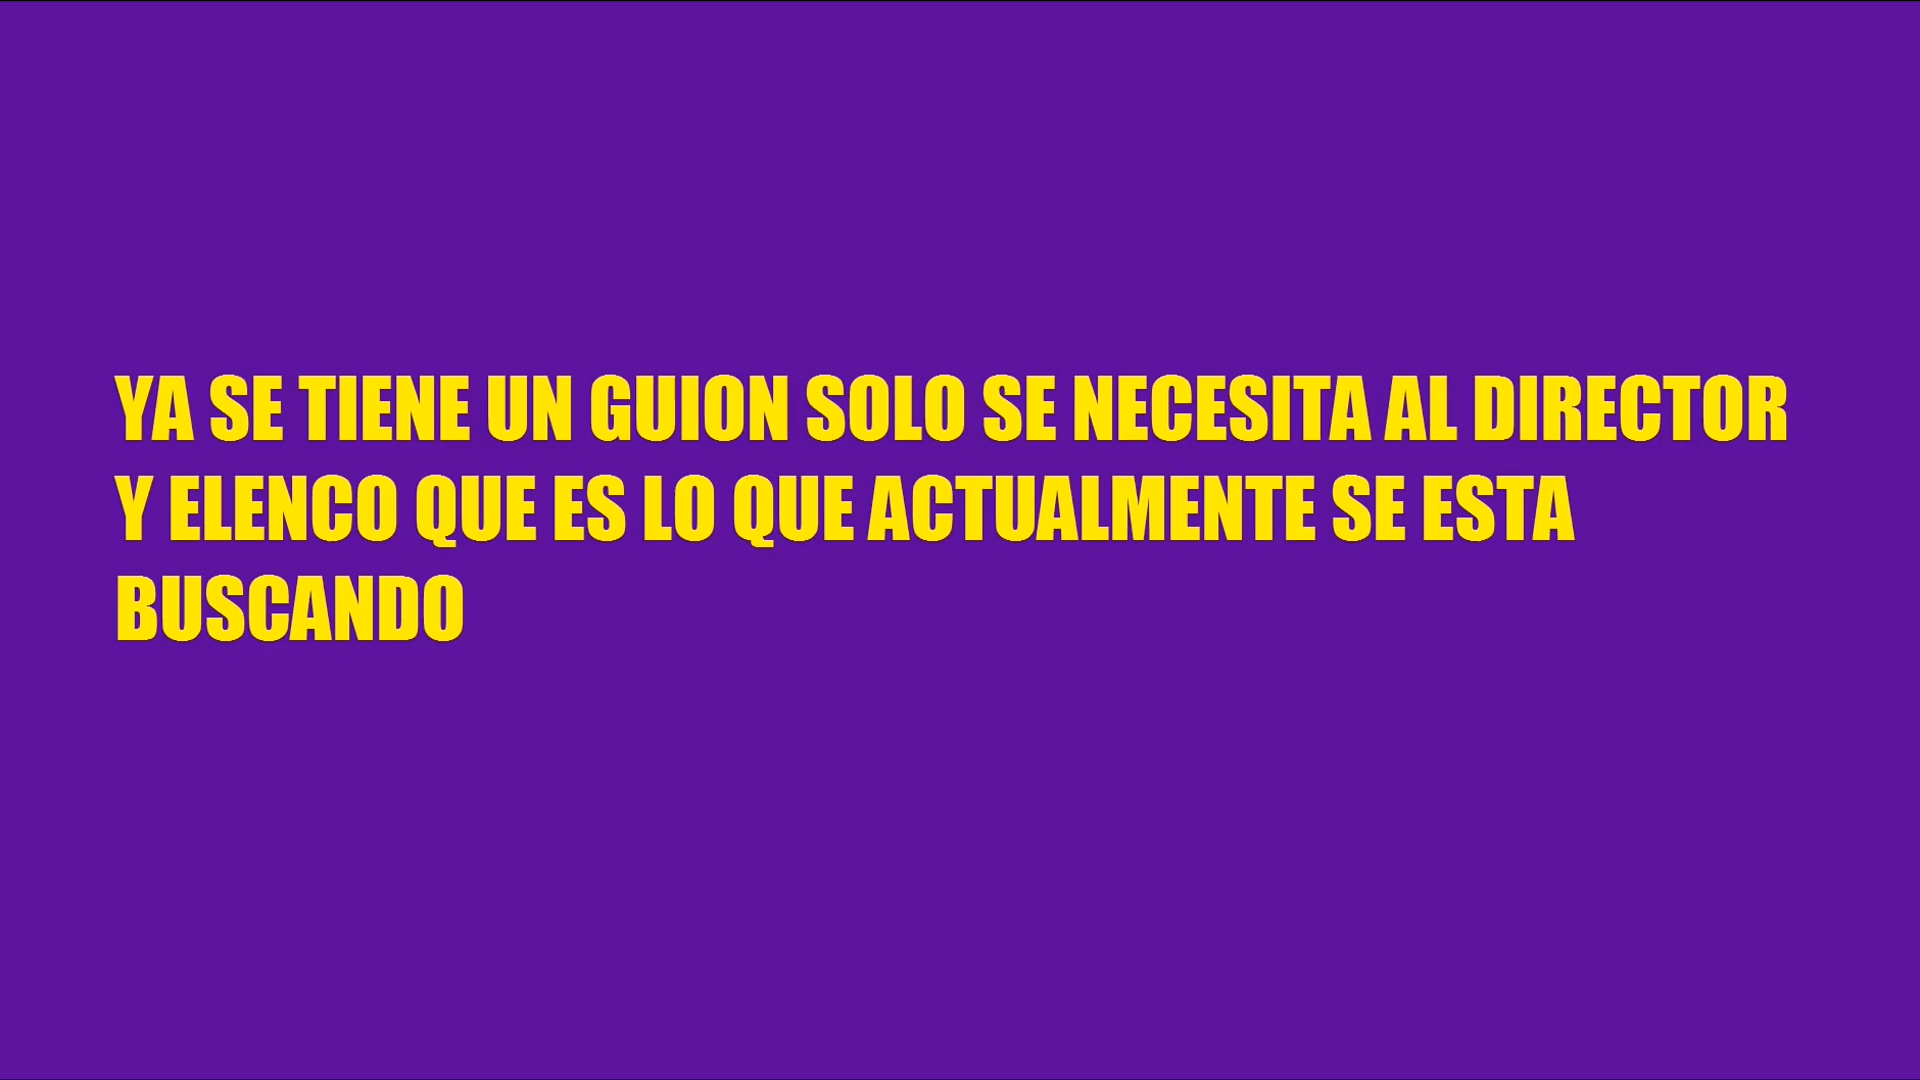 YA SE TIENE UN GUION SOLO SE NECESITA AL DIRECTOR
Y ELENCO QUE ES LO QUE ACTUALMENTE SE ESTA
BUSCANDO